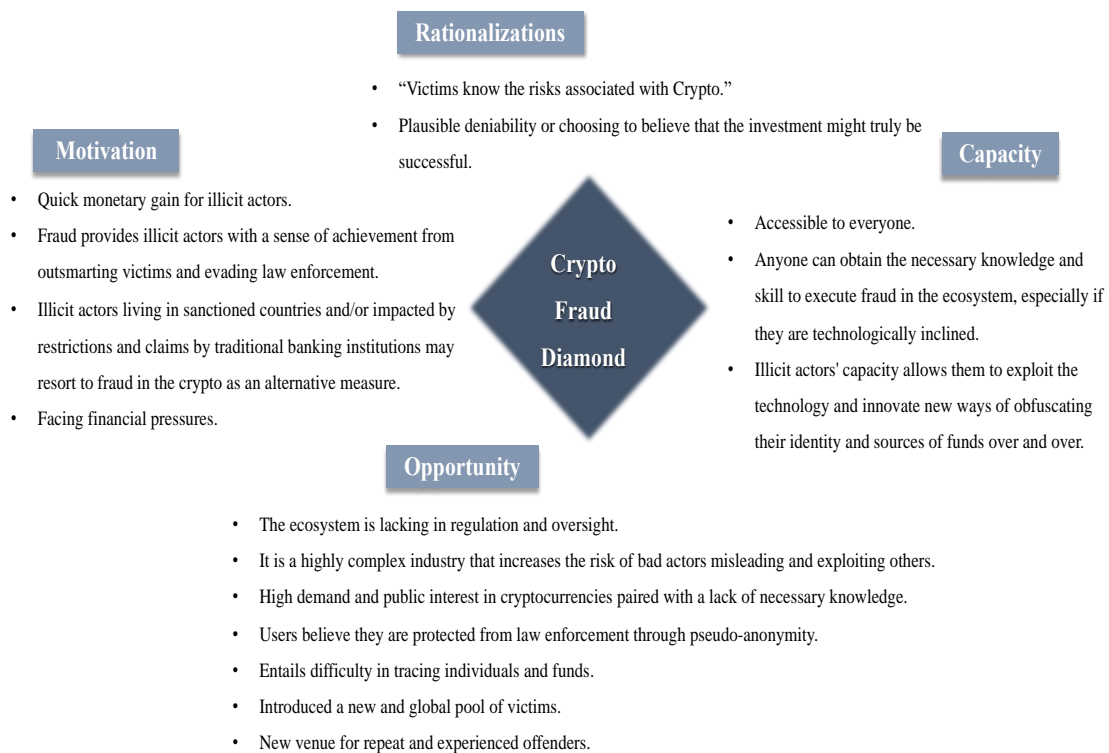 Rationalizations
• “Victims know the risks associated with Crypto.”
• Plausible deniability or choosing to believe that the investment might truly be
successful.
Motivation
• Quick monetary gain for illicit actors.
• Fraud provides illicit actors with a sense of achievement from
outsmarting victims and evading law enforcement.
• Illicit actors living in sanctioned countries and/or impacted by
restrictions and claims by traditional banking institutions may
resort to fraud in the crypto as an alternative measure.
• Facing financial pressures.
Crypto
Fraud
Diamond
Capacity
• Accessible to everyone.
• Anyone can obtain the necessary knowledge and
skill to execute fraud in the ecosystem, especially if
they are technologically inclined.
• Illicit actors' capacity allows them to exploit the
technology and innovate new ways of obfuscating
their identity and sources of funds over and over.
Opportunity
• The ecosystem is lacking in regulation and oversight.
• It is a highly complex industry that increases the risk of bad actors misleading and exploiting others.
• High demand and public interest in cryptocurrencies paired with a lack of necessary knowledge.
• Users believe they are protected from law enforcement through pseudo-anonymity.
• Entails difficulty in tracing individuals and funds.
• Introduced a new and global pool of victims.
• New venue for repeat and experienced offenders.